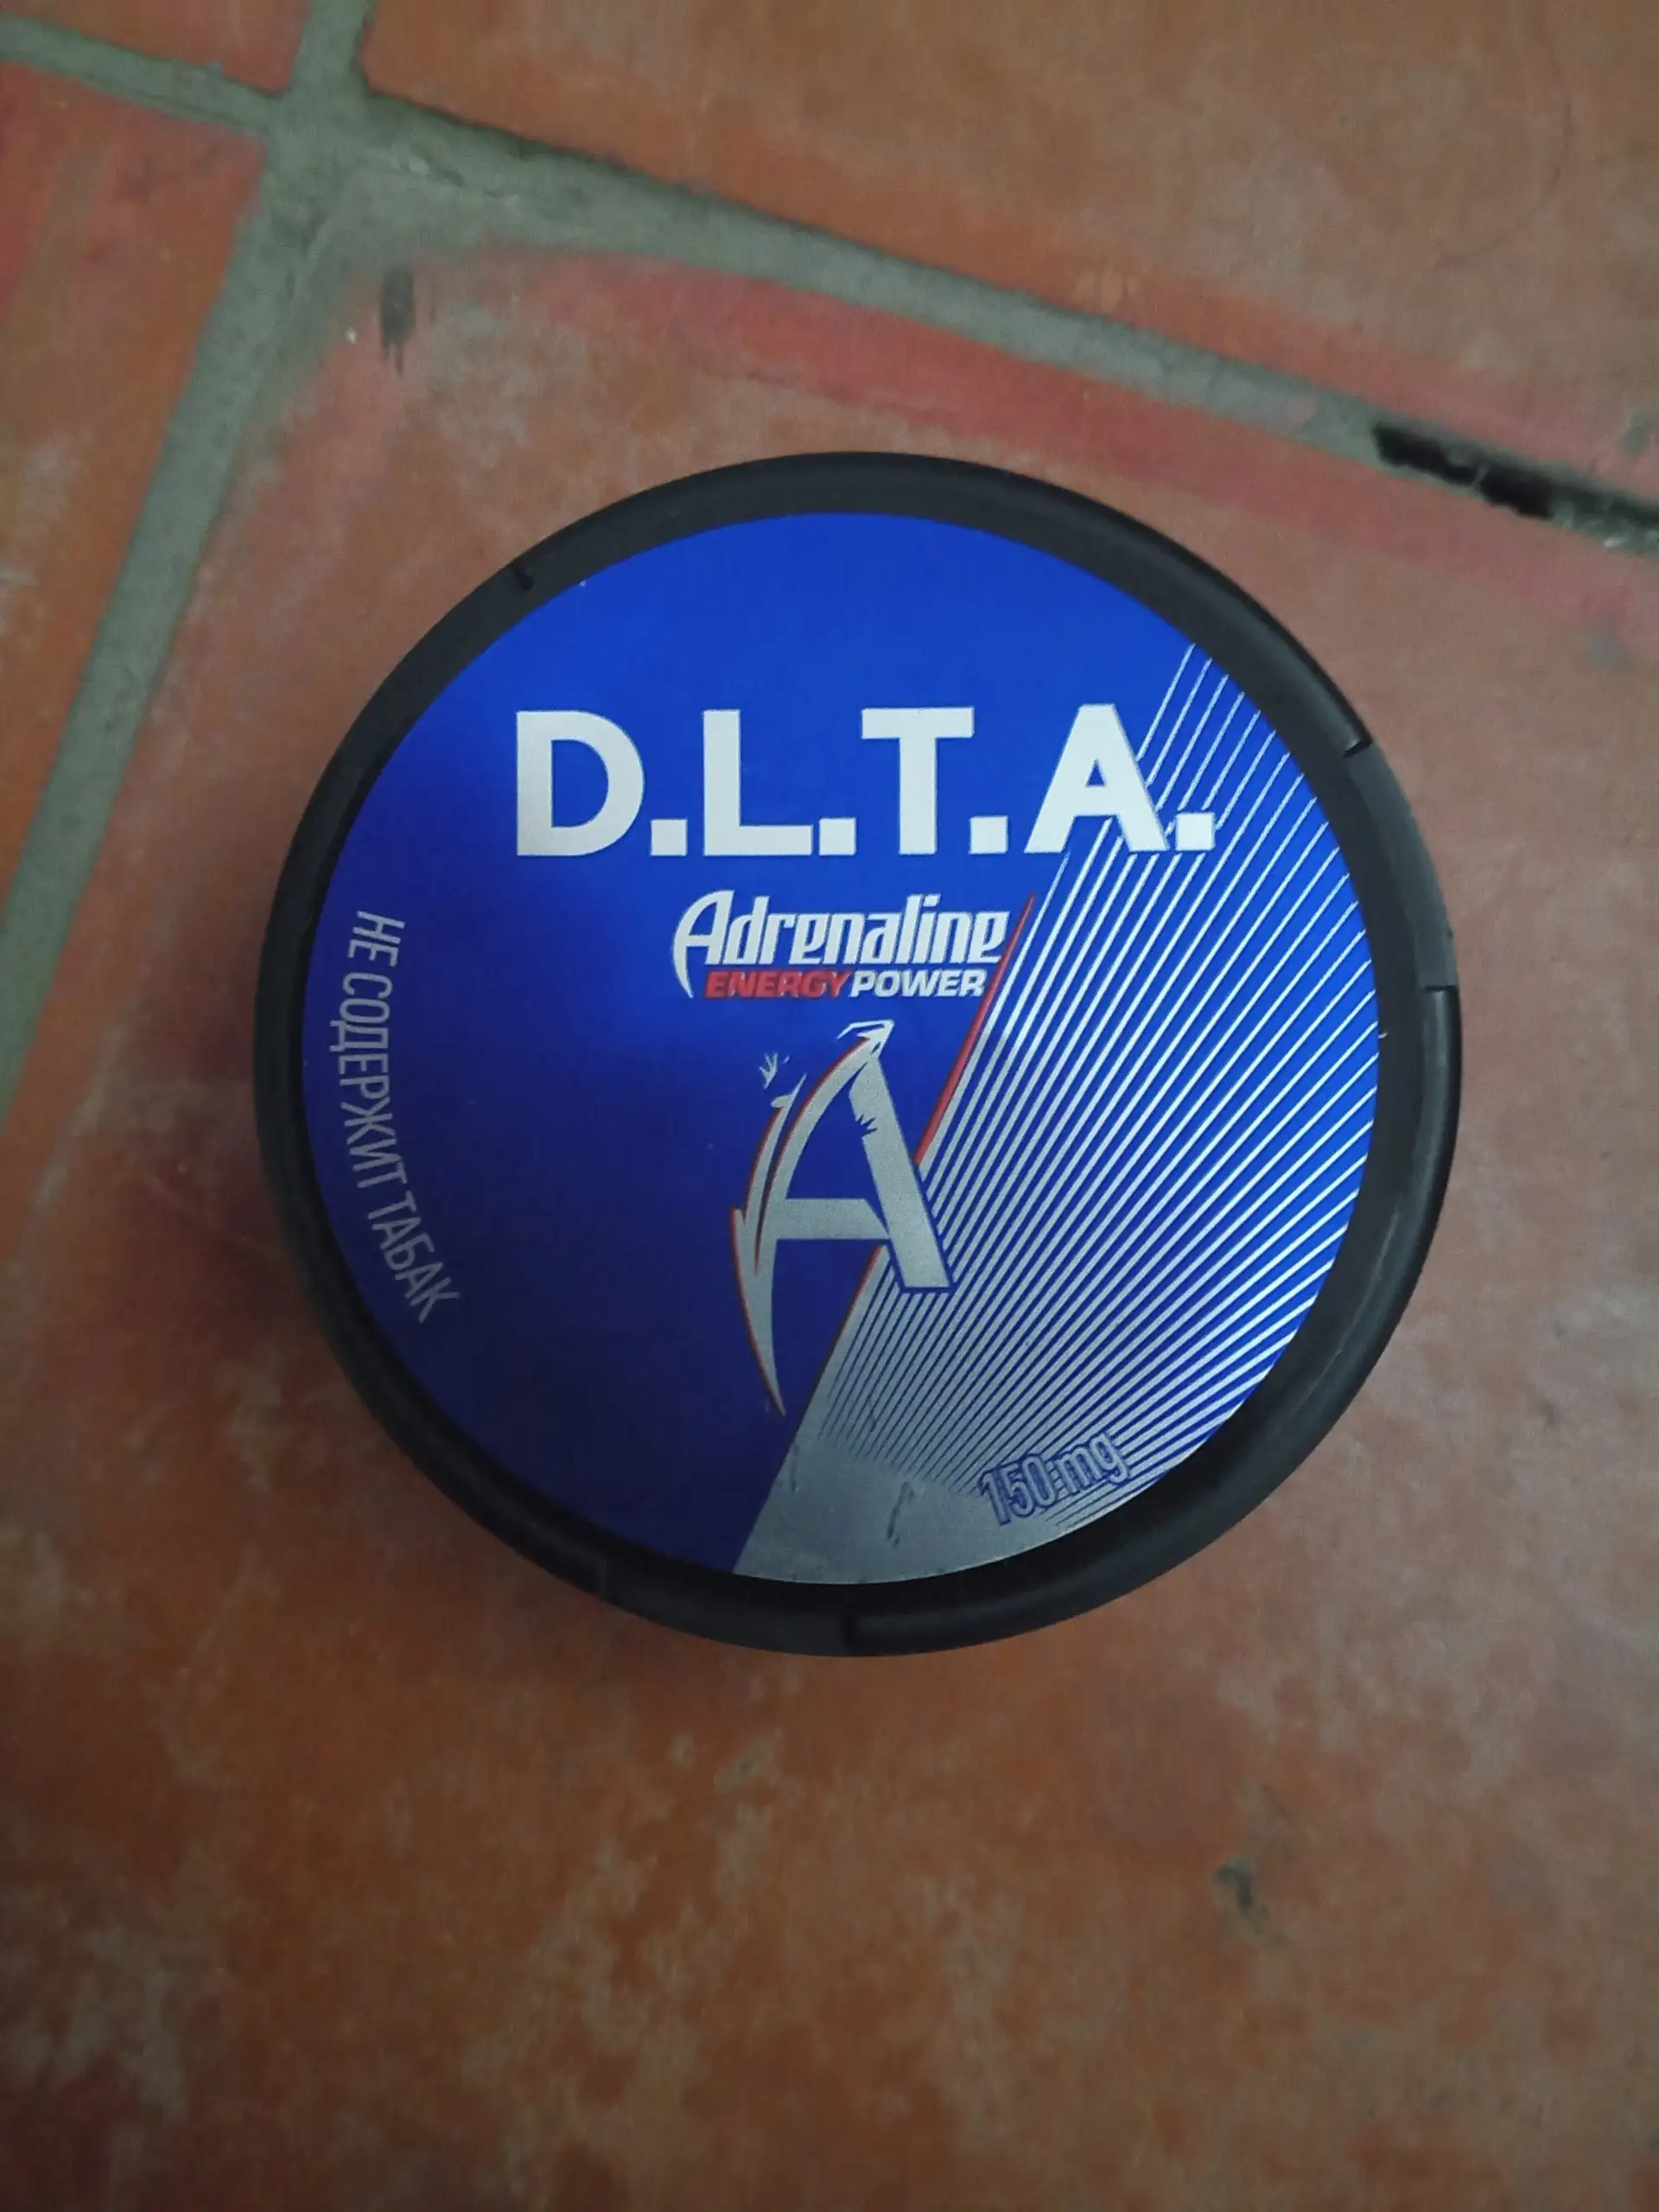 D.L.T.A.
Adrenaline
ENERGY POWER
A
НЕ СОДЕРЖИТ ТАБАК
150 mg